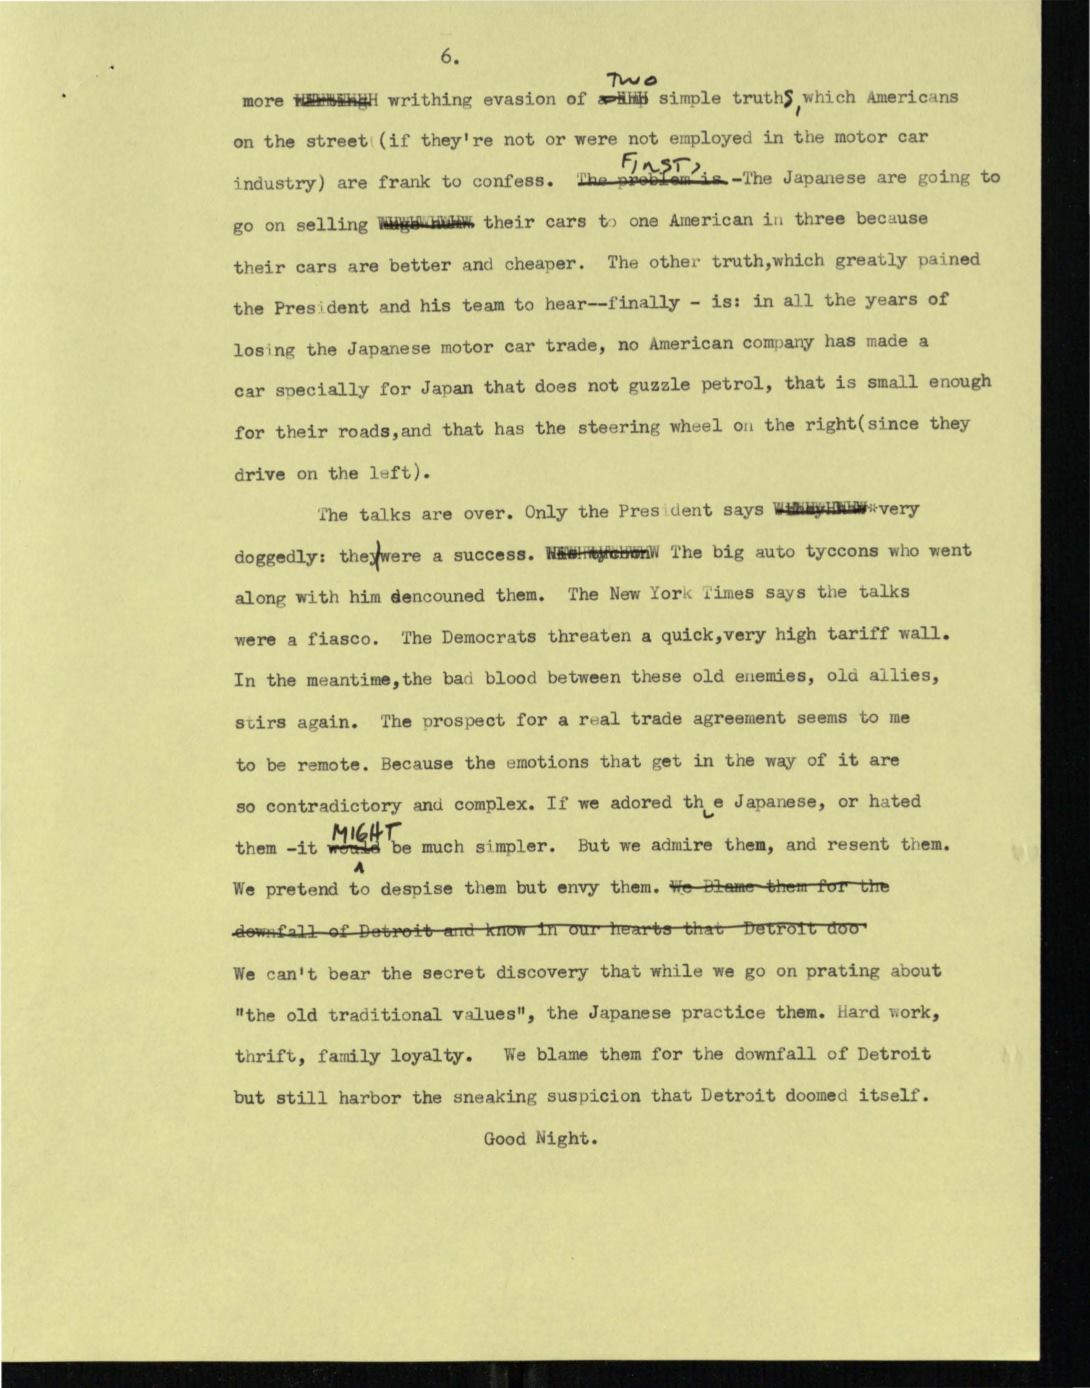 6.
TWO
more writhing evasion of simple truthS, which Americans
on the street (if they're not or were not employed in the motor car
FIRST,
industry) are frank to confess. The problem is -The Japanese are going to
go on selling their cars to one American in three because
their cars are better and cheaper. The other truth,which greatly pained
the President and his team to hear--finally - is: in all the years of
losing the Japanese motor car trade, no American company has made a
car specially for Japan that does not guzzle petrol, that is small enough
for their roads,and that has the steering wheel on the right(since they
drive on the left).
The talks are over. Only the President says very
doggedly: they were a success. The big auto tyccons who went
along with him dencouned them. The New York Times says the talks
were a fiasco. The Democrats threaten a quick,very high tariff wall.
In the meantime,the bad blood between these old enemies, old allies,
stirs again. The prospect for a real trade agreement seems to me
to be remote. Because the emotions that get in the way of it are
so contradictory and complex. If we adored the Japanese, or hated
MIGHT
them -it would be much simpler. But we admire them, and resent them.
We pretend to despise them but envy them. We Blame them for the
downfall of Detroit and know in our hearts that Detroit doo
We can't bear the secret discovery that while we go on prating about
"the old traditional values", the Japanese practice them. Hard work,
thrift, family loyalty. We blame them for the downfall of Detroit
but still harbor the sneaking suspicion that Detroit doomed itself.
Good Night.